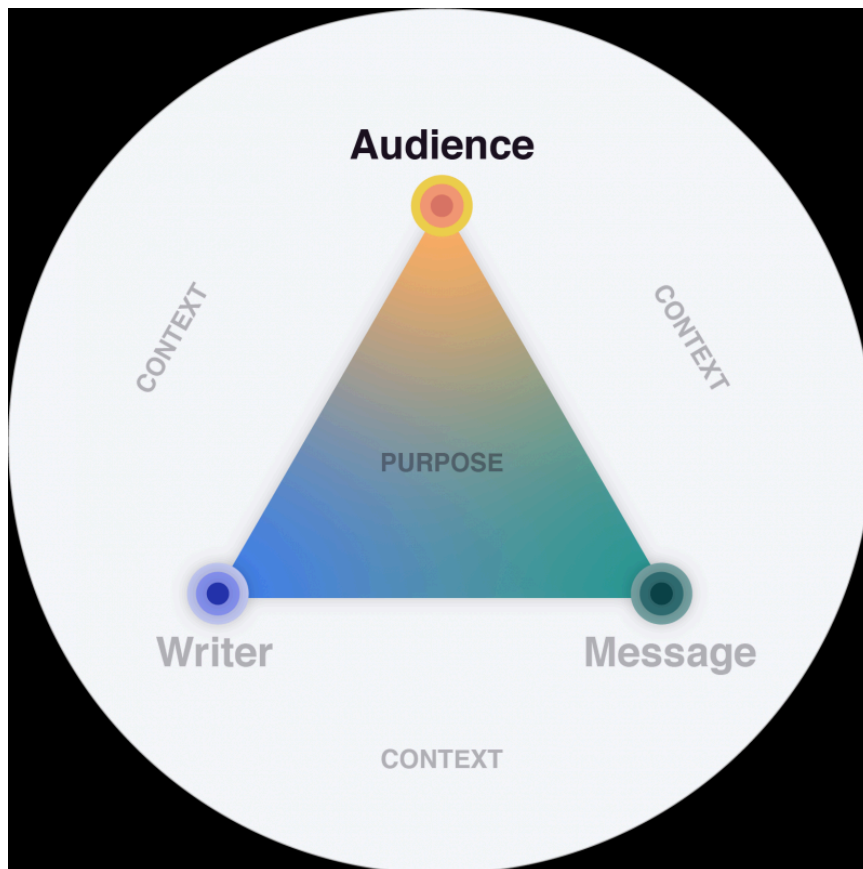 Audience
CONTEXT
CONTEXT
PURPOSE
Writer
Message
CONTEXT